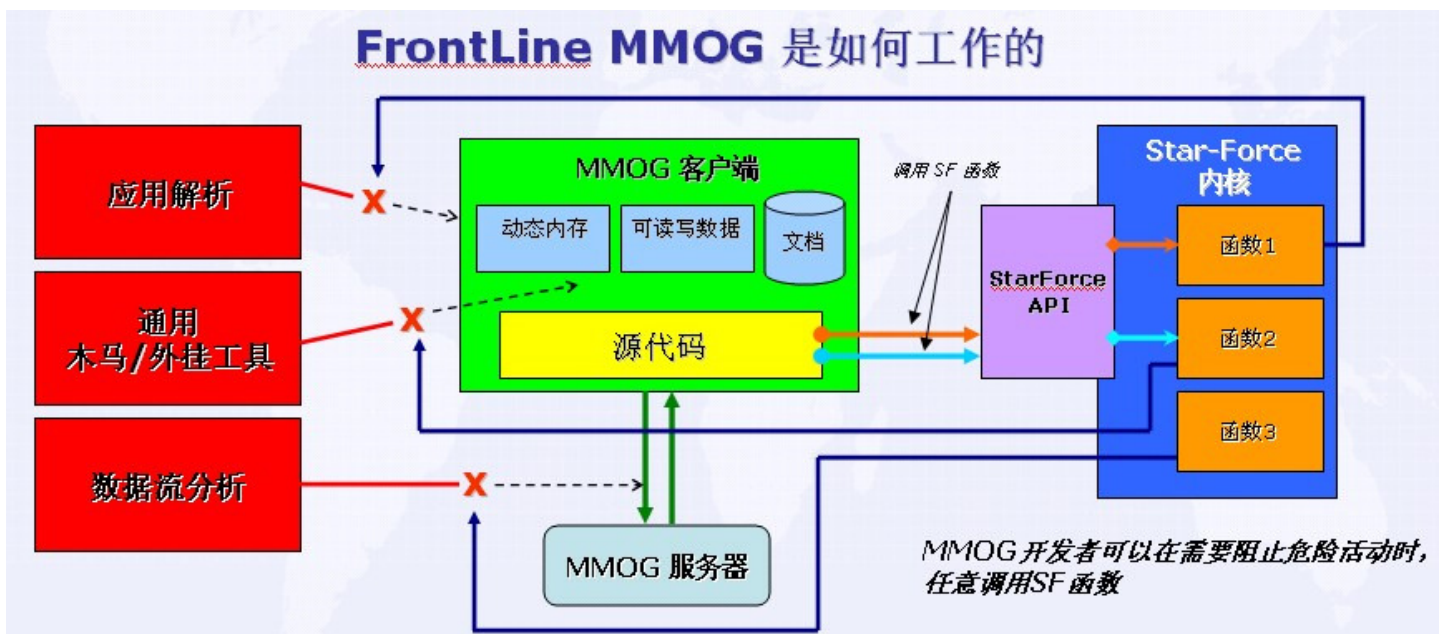 FrontLine MMOG 是如何工作的
应用解析
X
MMOG 客户端
动态内存
可读写数据
文档
调用 SF 函数
Star-Force
内核
函数1
通用
木马/外挂工具
X
源代码
StarForce
API
函数2
数据流分析
X
函数3
MMOG 服务器
MMOG 开发者可以在需要阻止危险活动时，
任意调用SF 函数